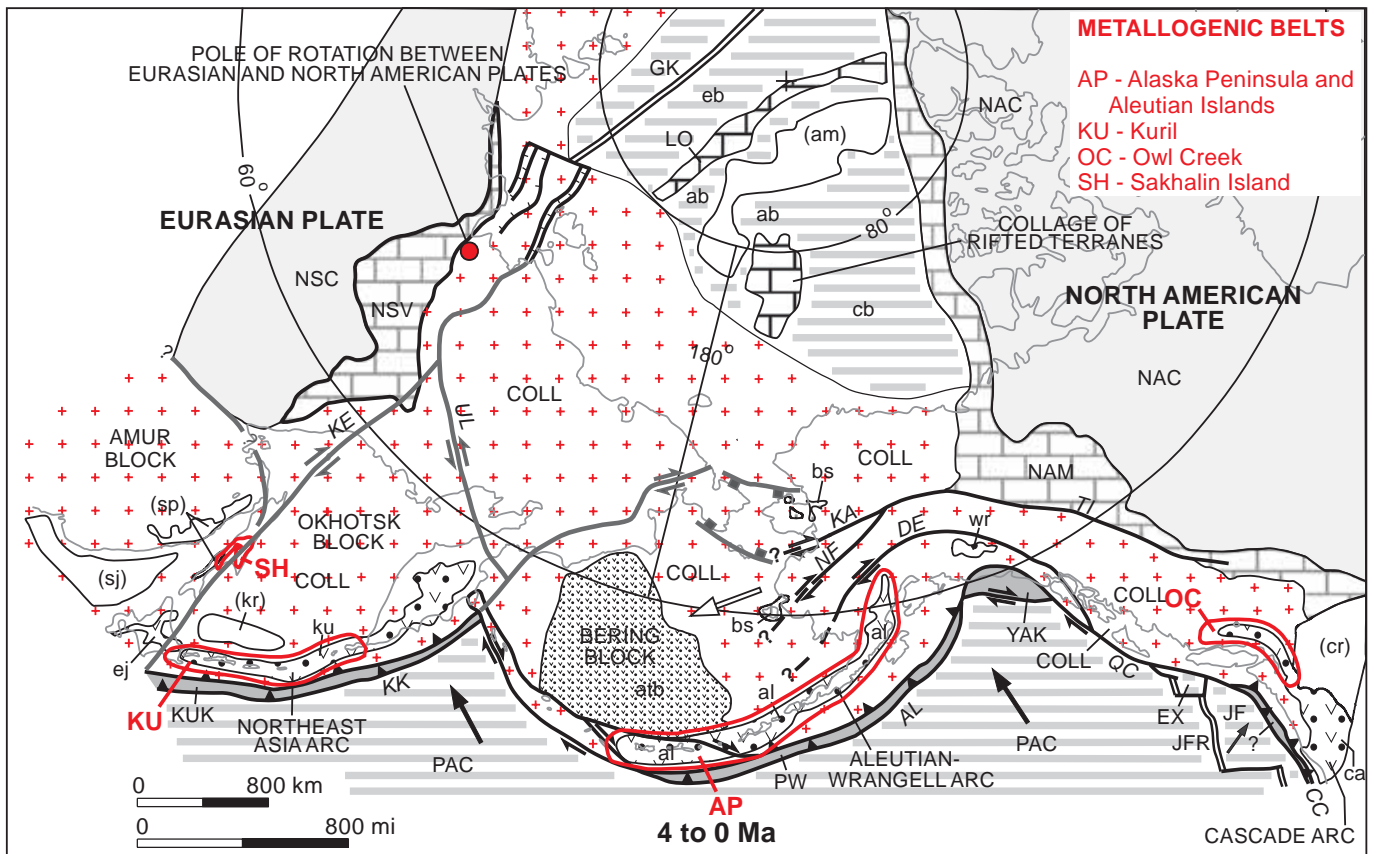 METALLOGENIC BELTS
AP - Alaska Peninsula and
Aleutian Islands
KU - Kuril
OC - Owl Creek
SH - Sakhalin Island
POLE OF ROTATION BETWEEN
EURASIAN AND NORTH AMERICAN
PLATES
GK
eb
NAC
LO
(am)
60°
ab
ab
80°
COLLAGE OF
RIFTED TERRANES
EURASIAN PLATE
NSC
NSV
cb
NORTH AMERICAN
PLATE
180°
NAC
?
COLL
KE
UL
AMUR
BLOCK
COLL
bs
NAM
(sp)
KA
TI
OKHOTSK
BLOCK
DE
wr
?
NF
SH
(sj)
COLL
COLL
COLL
OC
(kr)
bs
?
ku
BERING
BLOCK
al
YAK
(cr)
ej
COLL
QC
KK
?
atb
al
AL
KU
KUK
NORTHEAST
ASIA ARC
EX
JF
?
JFR
al
PAC
PW
ALEUTIAN-
WRANGELL ARC
PAC
ca
0
800 km
AP
CC
0
800 mi
4 to 0 Ma
CASCADE ARC